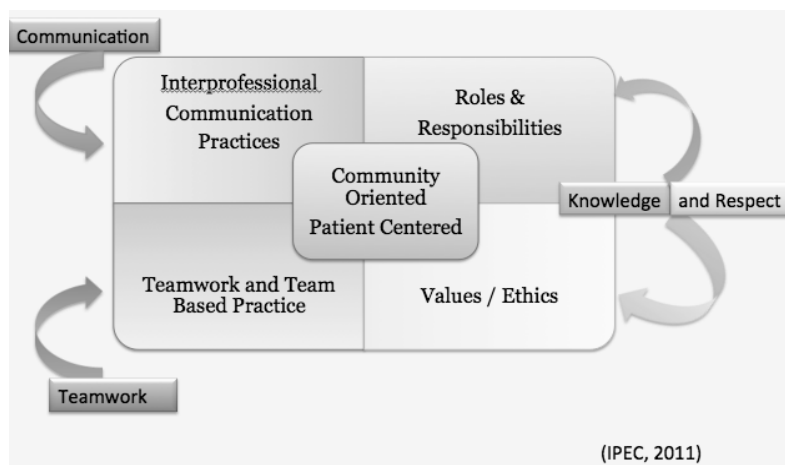 Communication
Interprofessional
Communication
Practices
Roles &
Responsibilities
Community
Oriented
Patient Centered
Knowledge and Respect
Teamwork and Team
Based Practice
Values / Ethics
Teamwork
(IPEC, 2011)